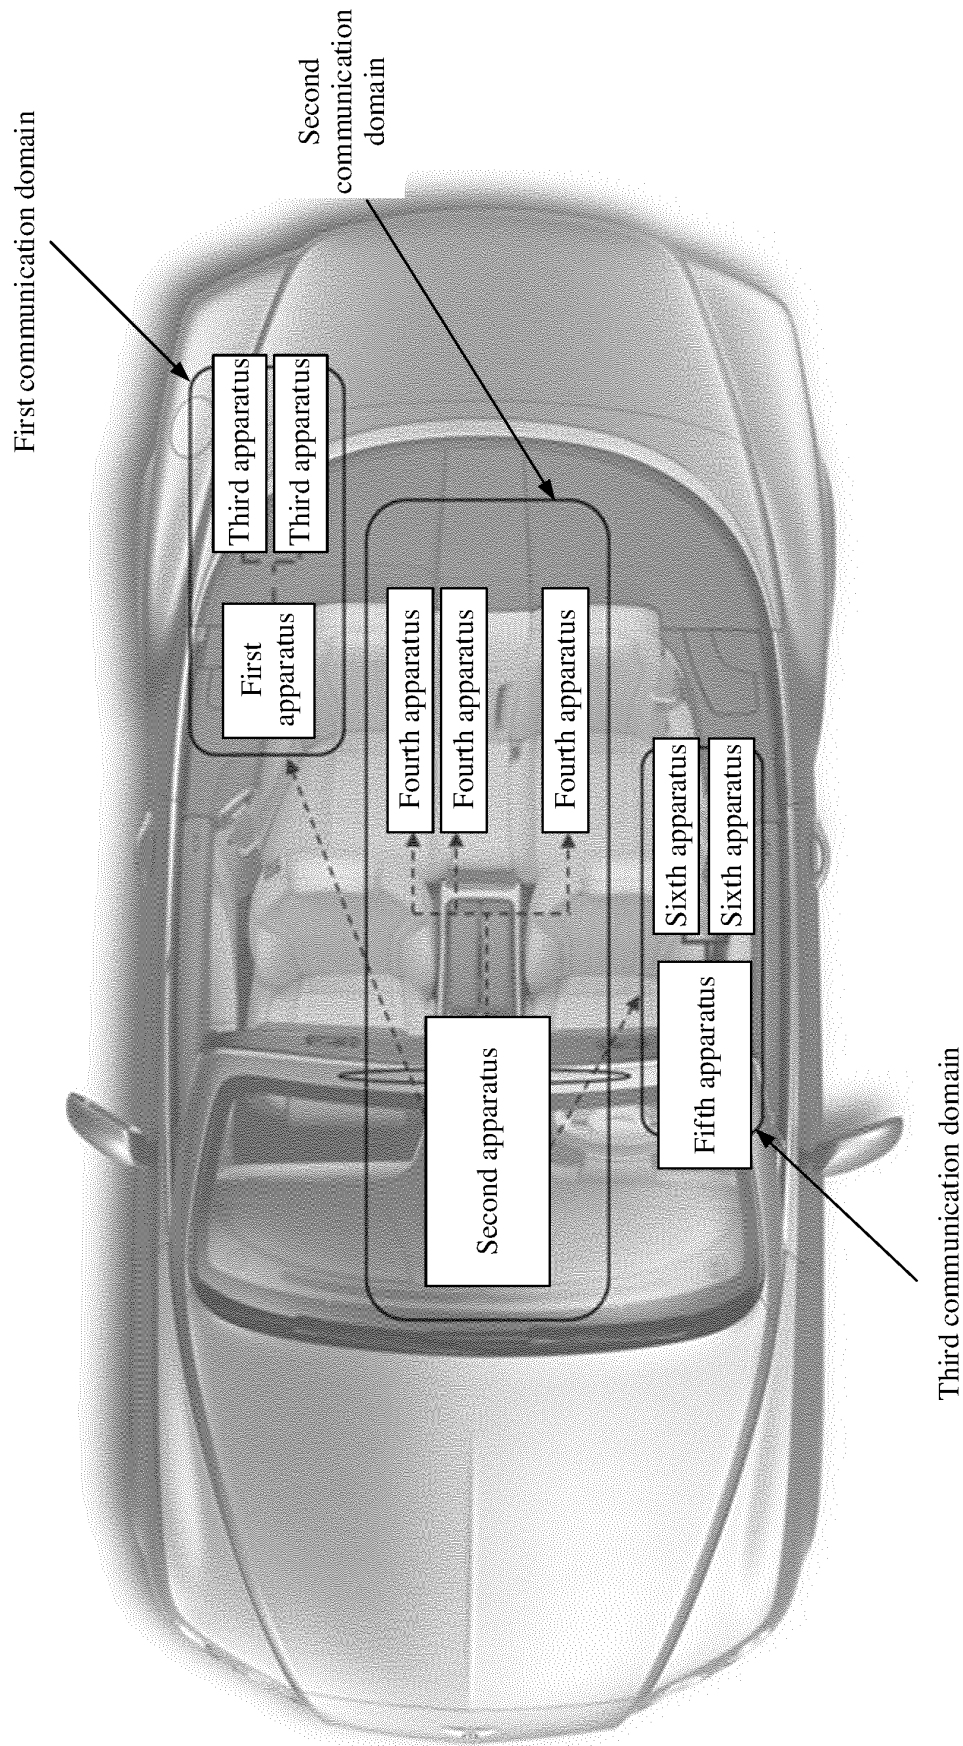 First communication domain
Second
communication
domain
Third apparatus
Third apparatus
First
apparatus
Fourth apparatus
Fourth apparatus
Fourth apparatus
Sixth apparatus
Sixth apparatus
Second apparatus
Fifth apparatus
Third communication domain